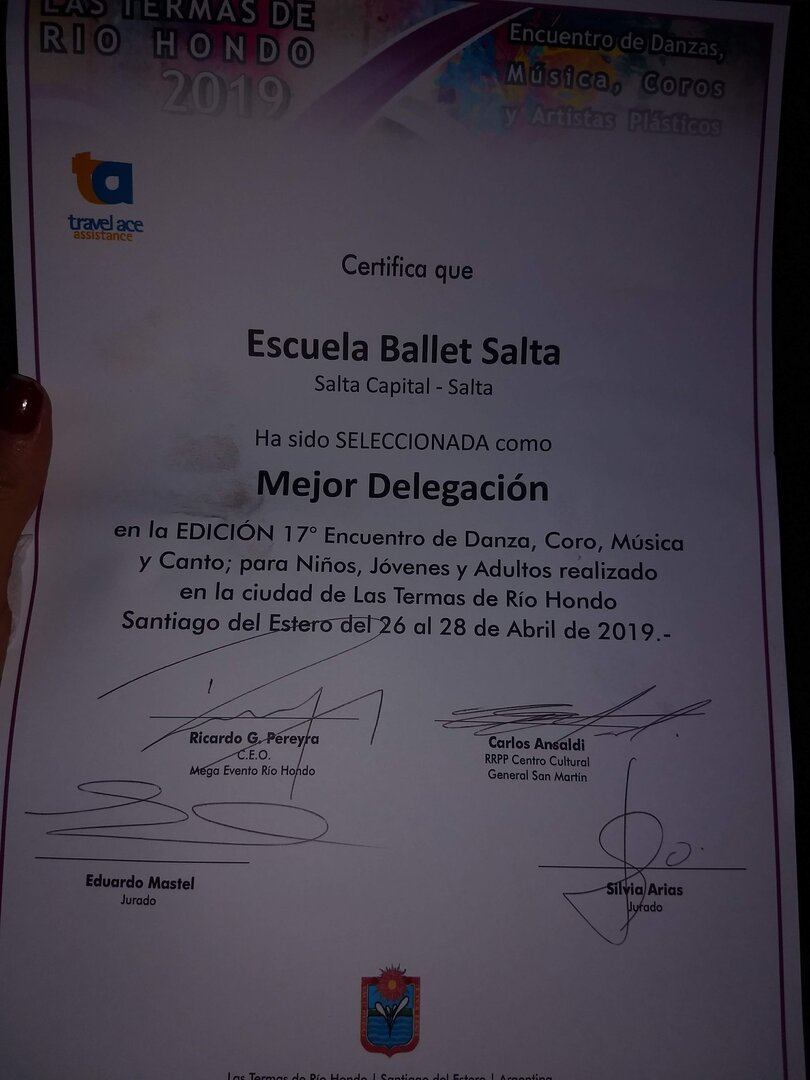 LAS TERMAS DE
RIO HONDO
2019
Encuentro de Danzas,
Música, Coros
y Artistas Plásticos
ta
travel ace
assistance
Certifica que
Escuela Ballet Salta
Salta Capital - Salta
Ha sido SELECCIONADA como
Mejor Delegación
en la EDICIÓN 17° Encuentro de Danza, Coro, Música
y Canto; para Niños, Jóvenes y Adultos realizado
en la ciudad de Las Termas de Río Hondo
Santiago del Estero del 26 al 28 de Abril de 2019.-
Ricardo G. Pereyra
C.E.O.
Mega Evento Río Hondo
Carlos Ansaldi
RRPP Centro Cultural
General San Martín
Eduardo Mastel
Jurado
Silvia Arias
Jurado
Las Termas de Río Hondo | Santiago del Estero | Argentina